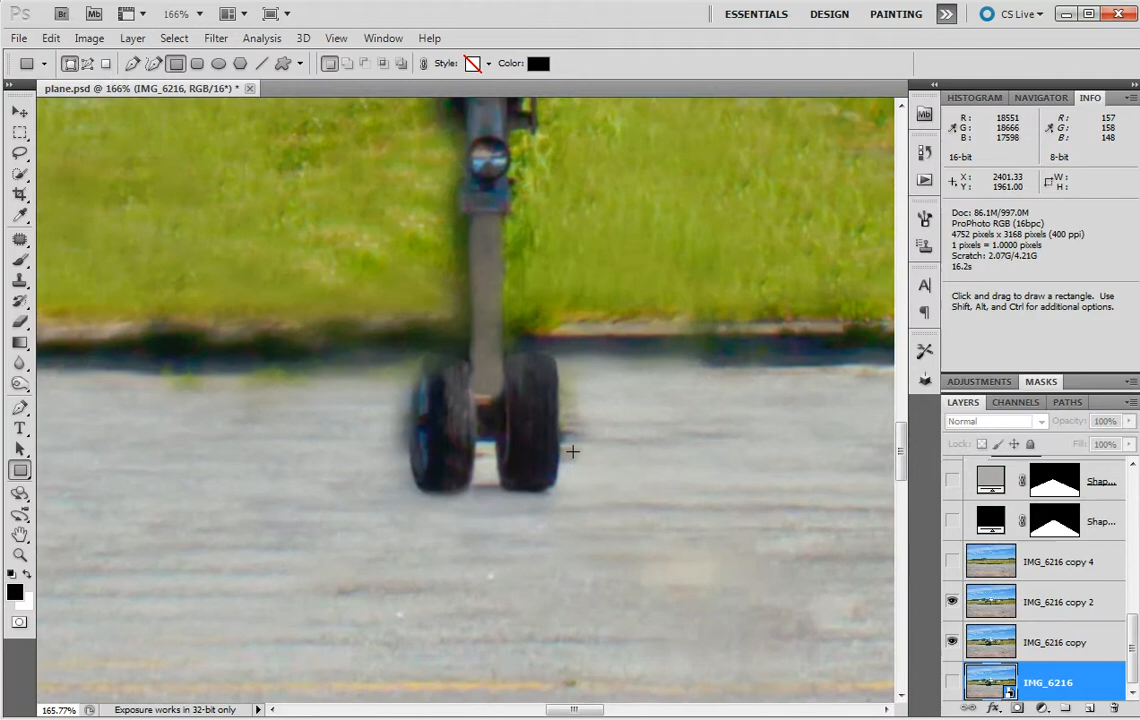 Ps Br Mb 166% ESSENTIALS DESIGN PAINTING CS Live
File Edit Image Layer Select Filter Analysis 3D View Window Help
Style: Color:
plane.psd @ 166% (IMG_6216, RGB/16*) *
HISTOGRAM NAVIGATOR INFO
R: 18551 R: 157
G: 18666 G: 158
B: 17598 B: 148
16-bit 8-bit
X: 2401.33 W:
Y: 1961.00 H:
Doc: 86.1M/997.0M
ProPhoto RGB (16bpc)
4752 pixels x 3168 pixels (400 ppi)
1 pixels = 1.0000 pixels
Scratch: 2.07G/4.21G
16.2s
Click and drag to draw a rectangle. Use
Shift, Alt, and Ctrl for additional options.
ADJUSTMENTS MASKS
LAYERS CHANNELS PATHS
Normal Opacity: 100%
Lock: Fill: 100%
Shap...
Shap...
IMG_6216 copy 4
IMG_6216 copy 2
IMG_6216 copy
IMG_6216
165.77% Exposure works in 32-bit only